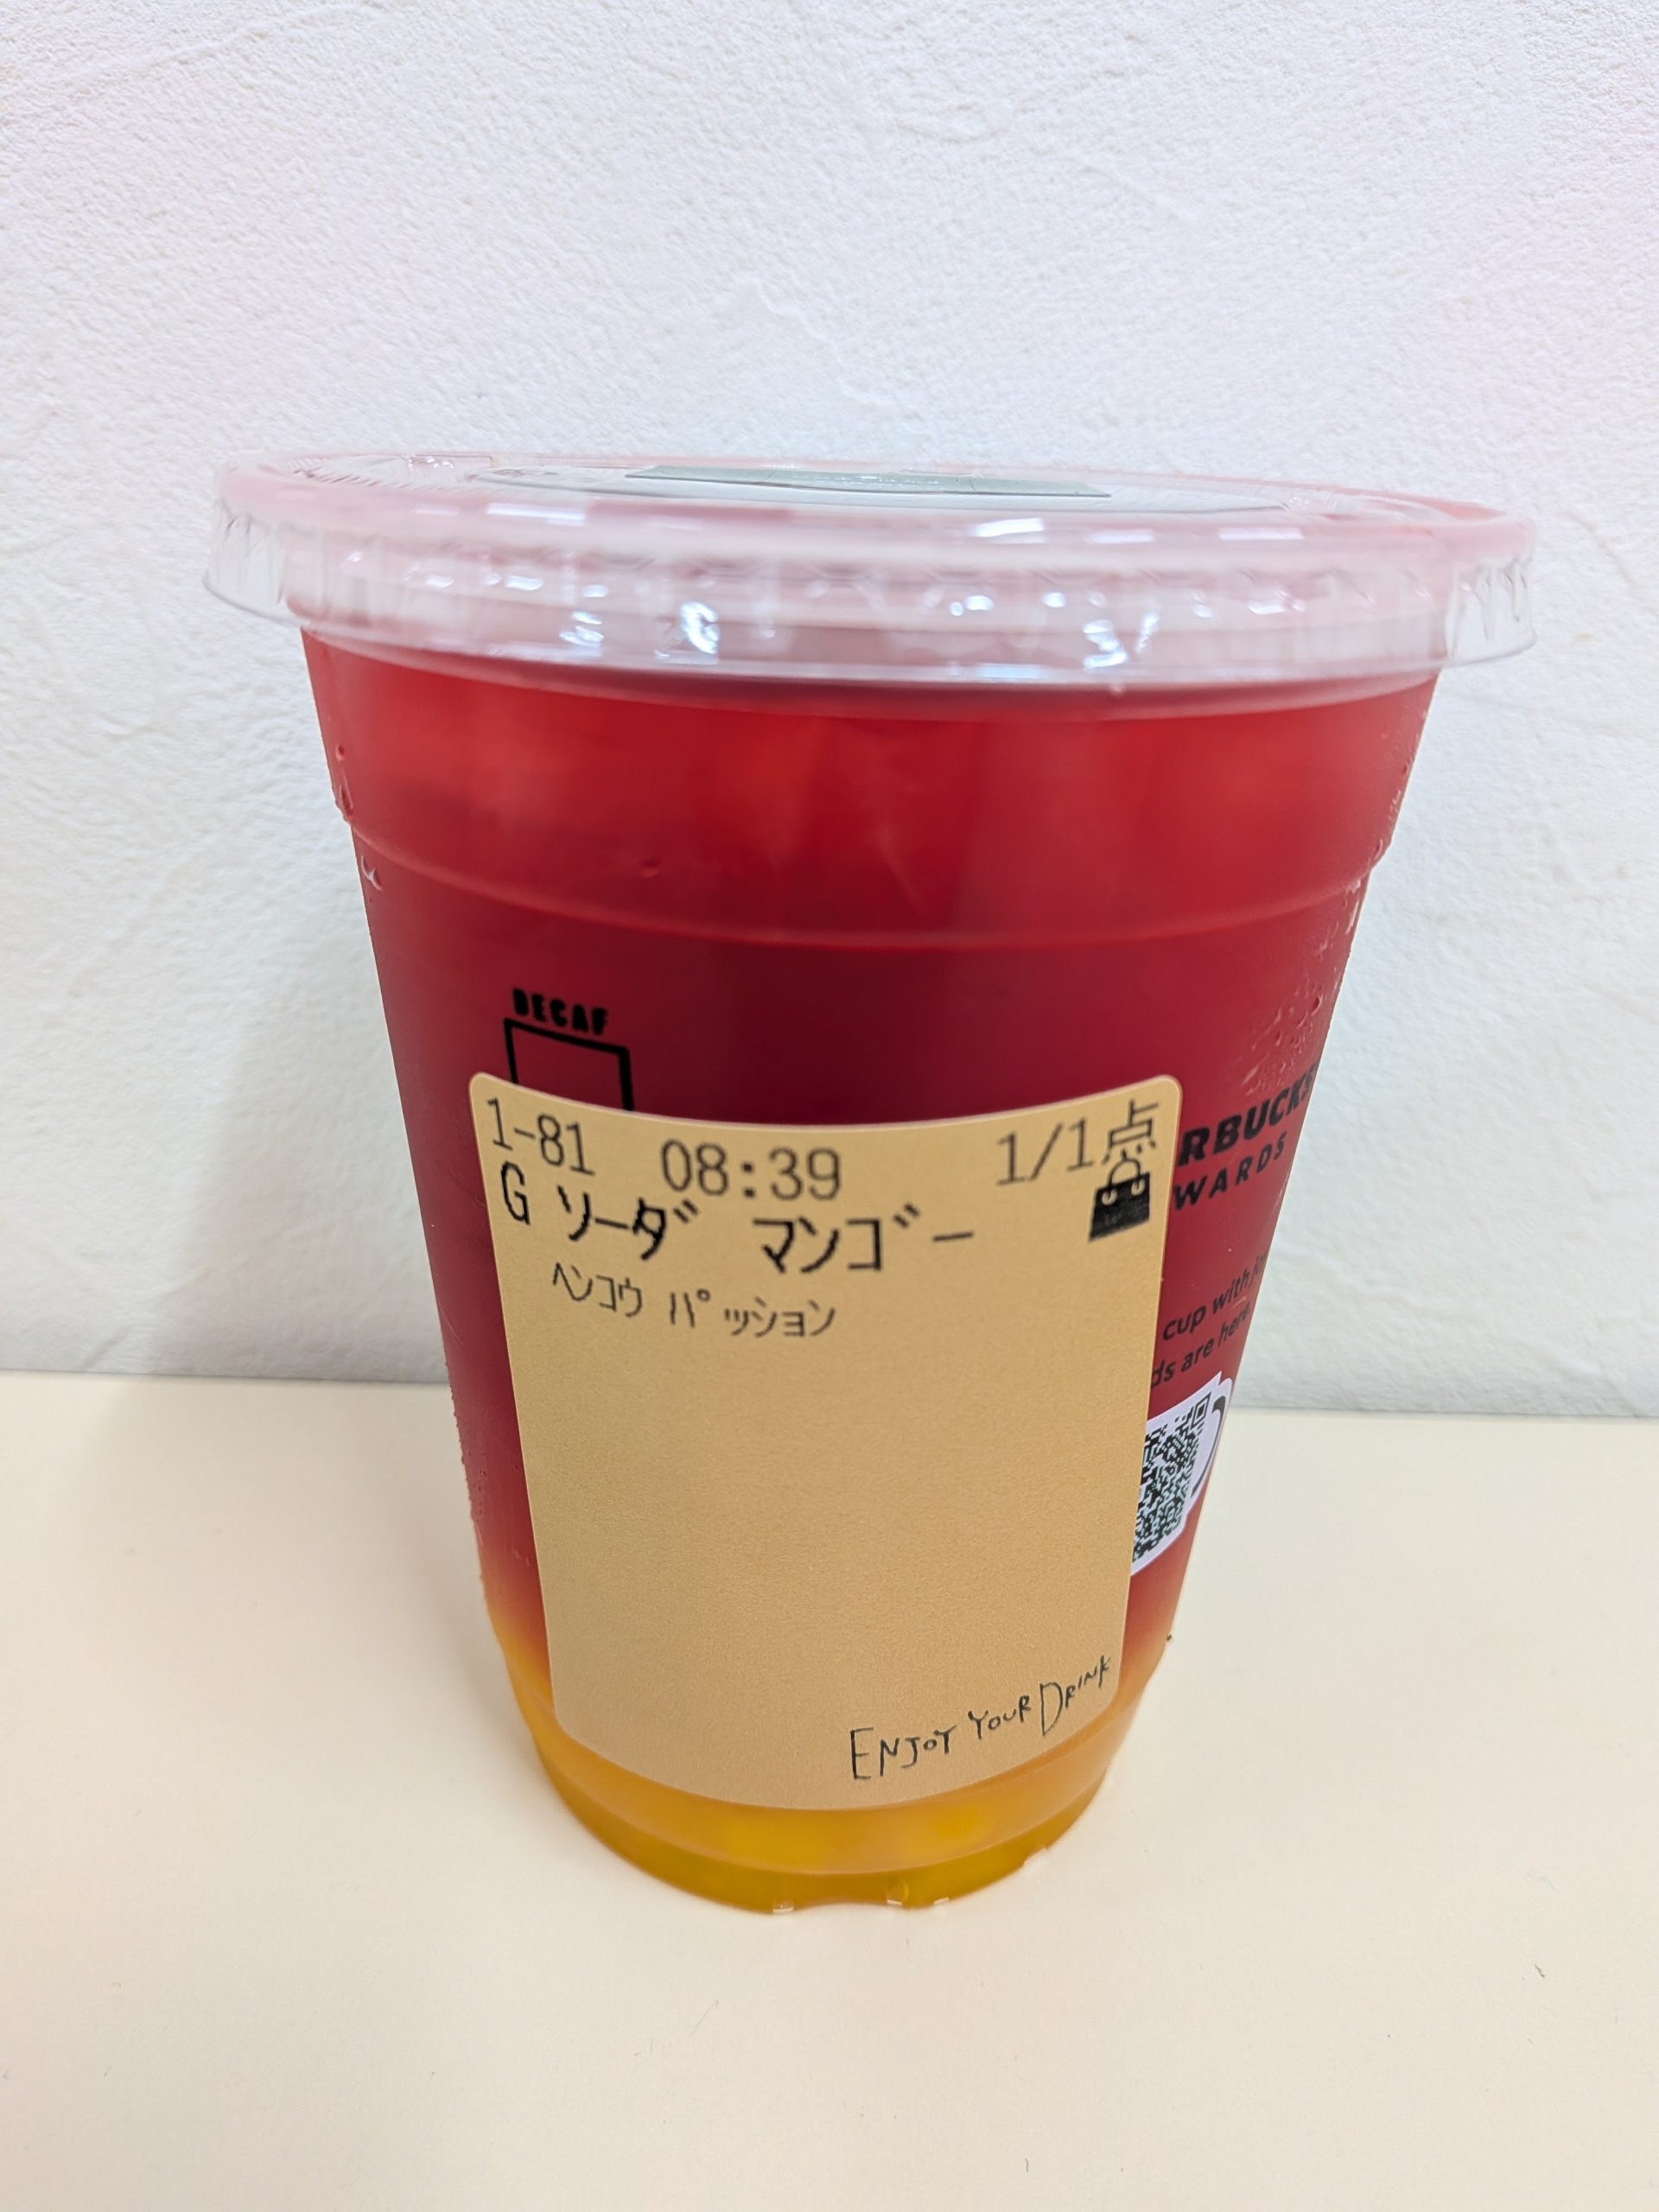 DECAF
1-81 08:39 1/1点
G ソーダ マンゴー
ヘンコウ パッション
RBUCKS
WARDS
cup with
ds are here
ENJOY YOUR DRINK